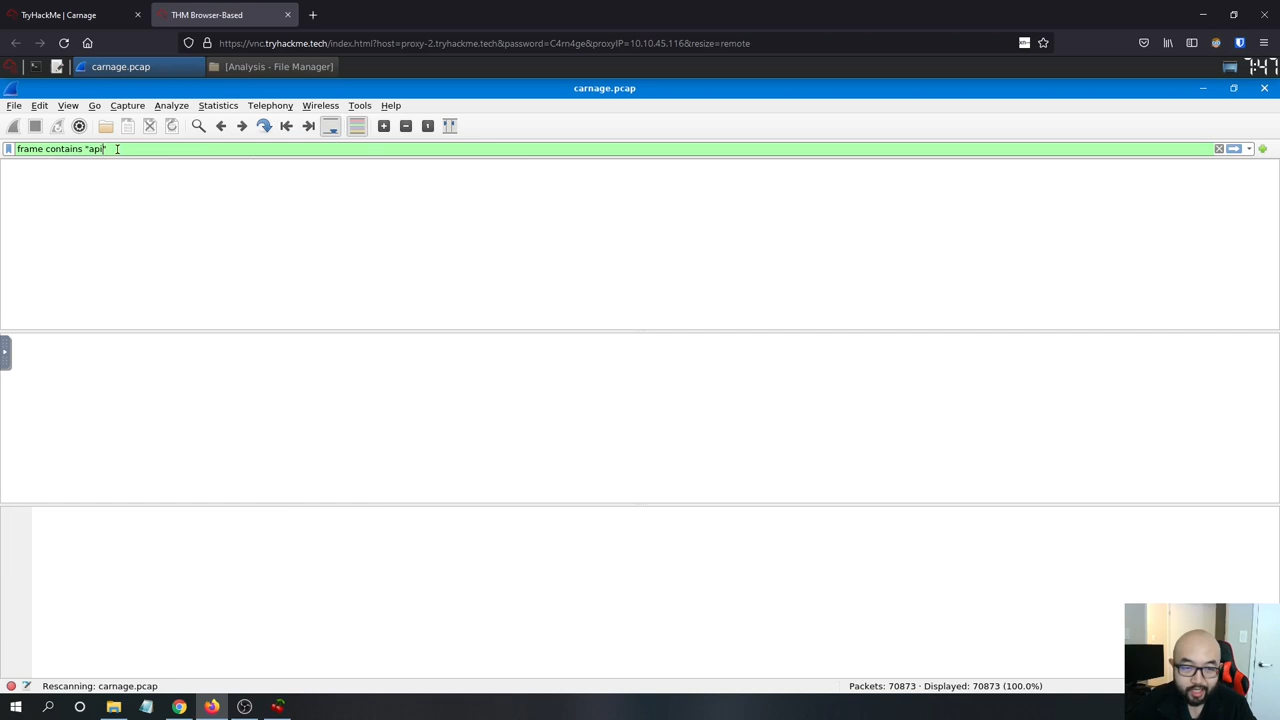 TryHackMe | Carnage
THM Browser-Based
https://vnc.tryhackme.tech/index.html?host=proxy-2.tryhackme.tech&password=C4rn4ge&proxyIP=10.10.45.116&resize=remote
carnage.pcap
[Analysis - File Manager]
7:47
carnage.pcap
File Edit View Go Capture Analyze Statistics Telephony Wireless Tools Help
frame contains "api"
Rescanning: carnage.pcap
Packets: 70873 · Displayed: 70873 (100.0%)